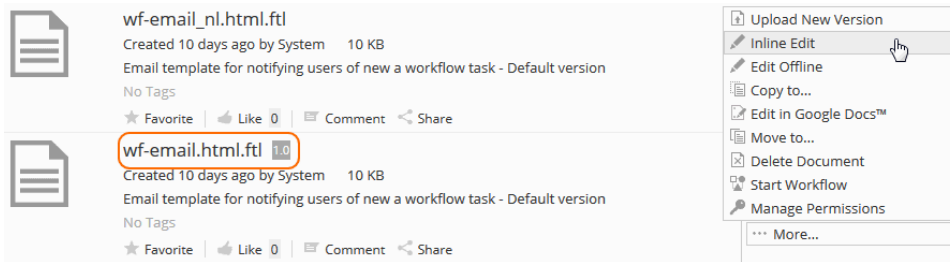 wf-email_nl.html.ftl
Created 10 days ago by System 10 KB
Email template for notifying users of new a workflow task - Default version
No Tags
Favorite Like 0 Comment Share
wf-email.html.ftl 1.0
Created 10 days ago by System 10 KB
Email template for notifying users of new a workflow task - Default version
No Tags
Favorite Like 0 Comment Share
Upload New Version
Inline Edit
Edit Offline
Copy to...
Edit in Google Docs™
Move to...
Delete Document
Start Workflow
Manage Permissions
More...